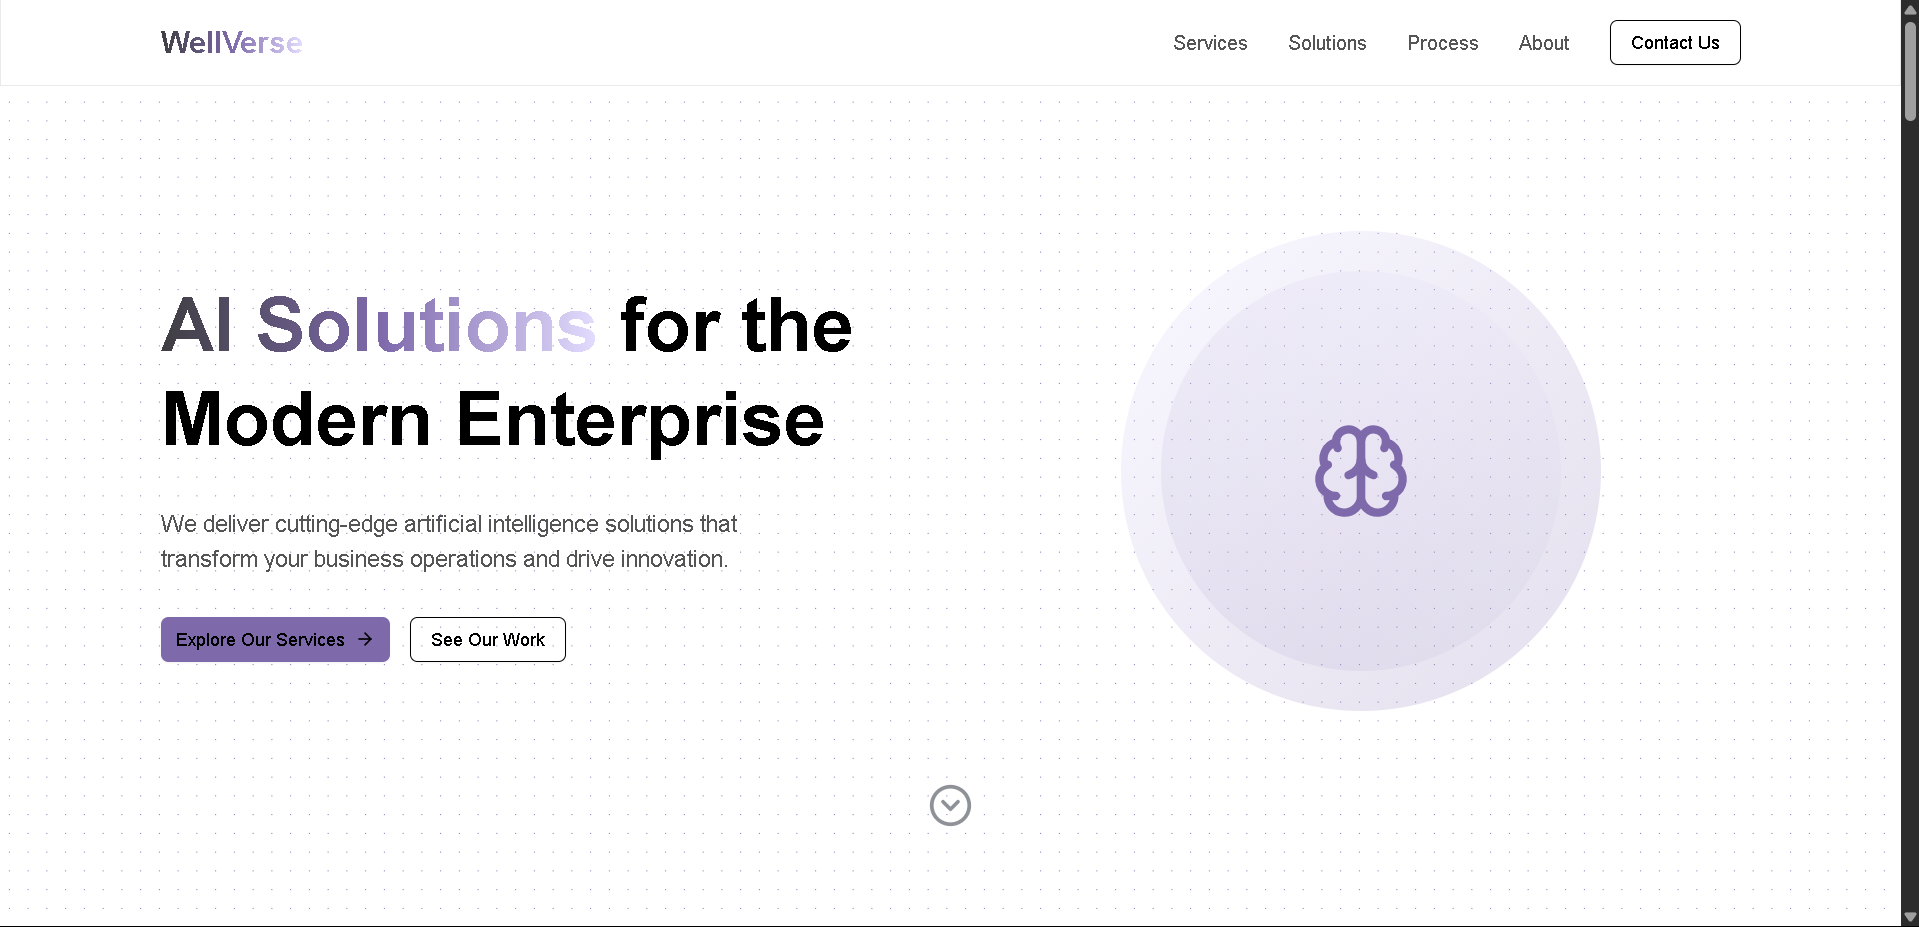 WellVerse
Services
Solutions
Process
About
Contact Us
AI Solutions for the
Modern Enterprise
We deliver cutting-edge artificial intelligence solutions that
transform your business operations and drive innovation.
Explore Our Services
See Our Work